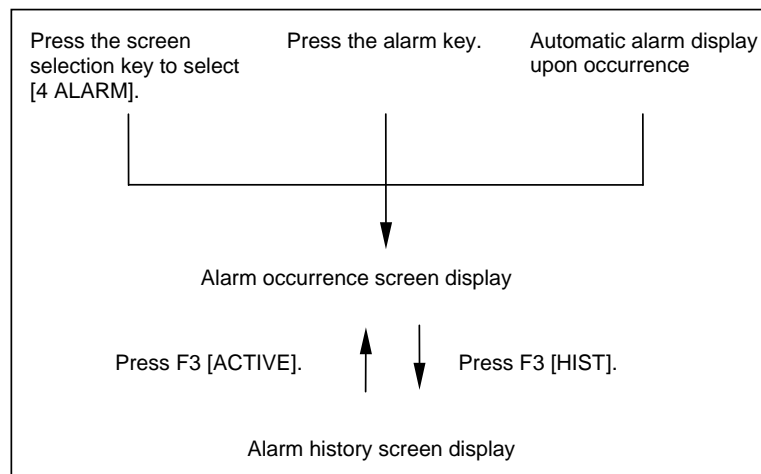 Press the screen
selection key to select
[4 ALARM].
Press the alarm key.
Automatic alarm display
upon occurrence
Alarm occurrence screen display
Press F3 [ACTIVE].
Press F3 [HIST].
Alarm history screen display